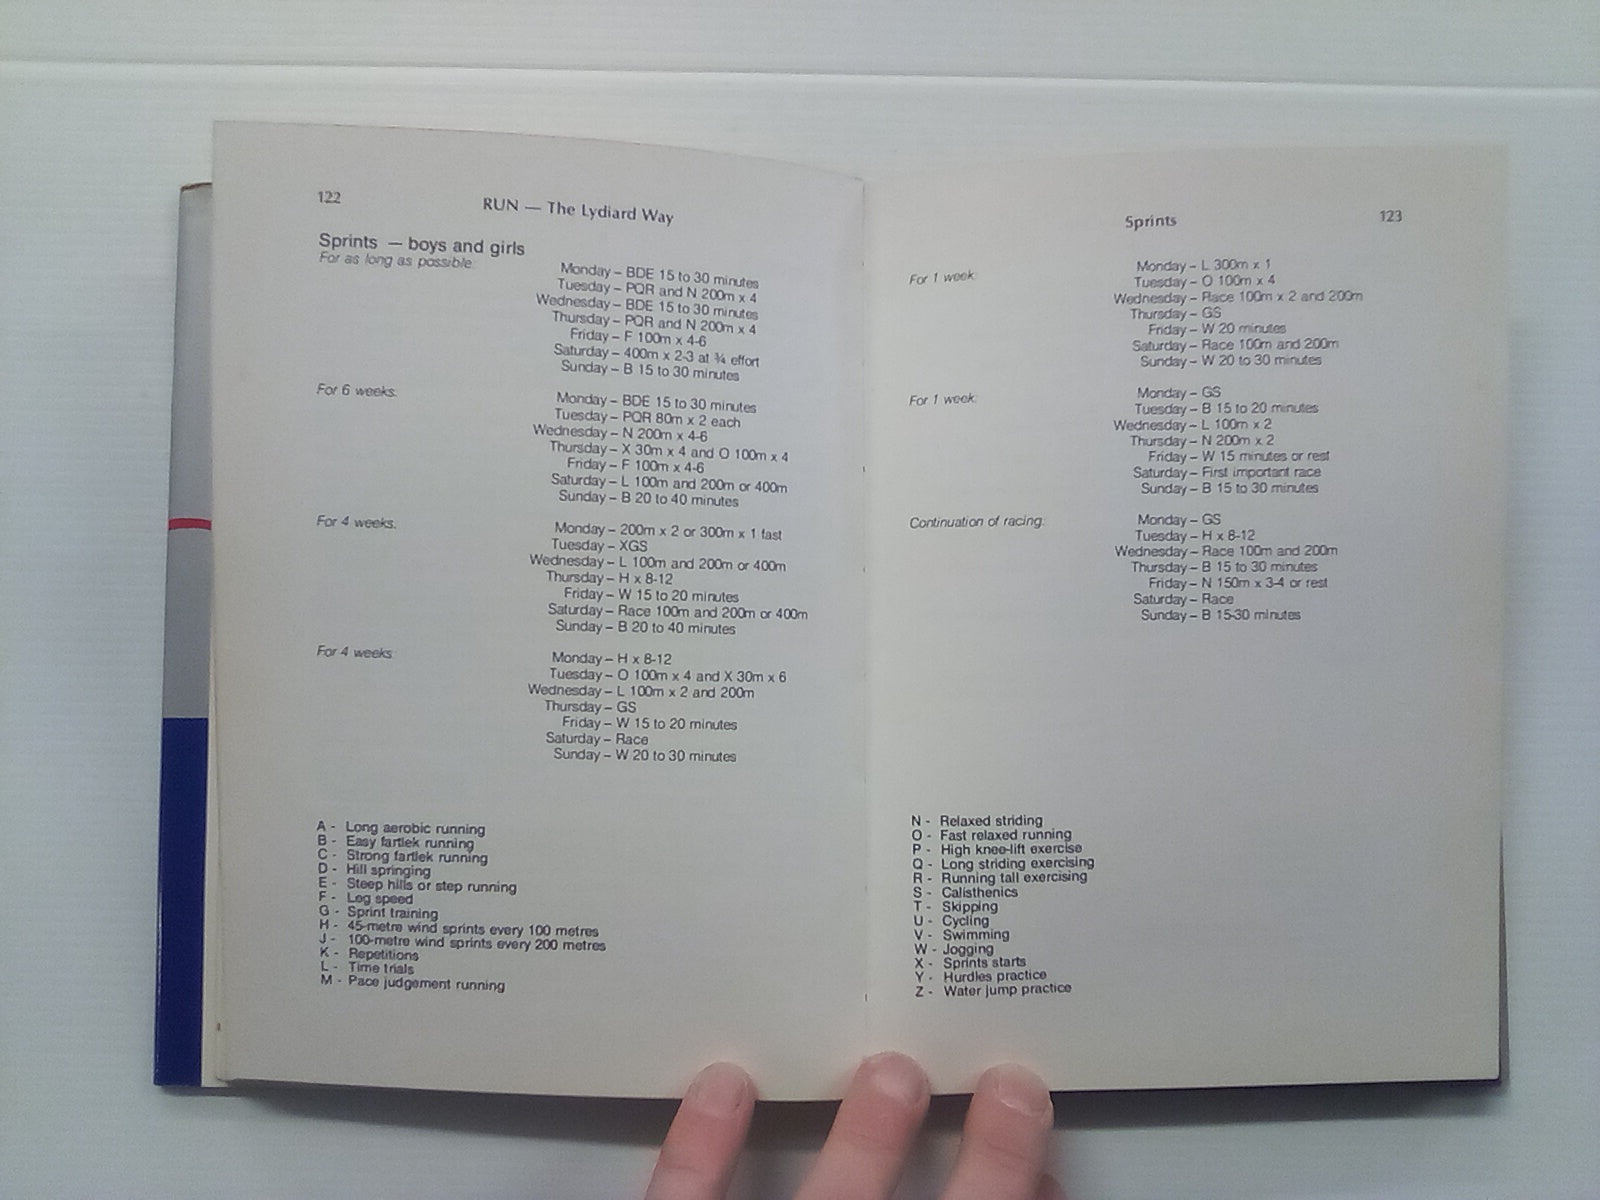 122
RUN — The Lydiard Way
Sprints — boys and girls
For as long as possible:
Monday – BDE 15 to 30 minutes
Tuesday – PQR and N 200m x 4
Wednesday – BDE 15 to 30 minutes
Thursday – PQR and N 200m x 4
Friday – F 100m x 4-6
Saturday – 400m x 2-3 at ¾ effort
Sunday – B 15 to 30 minutes
For 6 weeks:
Monday – BDE 15 to 30 minutes
Tuesday – PQR 80m x 2 each
Wednesday – N 200m x 4-6
Thursday – X 30m x 4 and O 100m x 4
Friday – F 100m x 4-6
Saturday – L 100m and 200m or 400m
Sunday – B 20 to 40 minutes
For 4 weeks:
Monday – 200m x 2 or 300m x 1 fast
Tuesday – XGS
Wednesday – L 100m and 200m or 400m
Thursday – H x 8-12
Friday – W 15 to 20 minutes
Saturday – Race 100m and 200m or 400m
Sunday – B 20 to 40 minutes
For 4 weeks:
Monday – H x 8-12
Tuesday – O 100m x 4 and X 30m x 6
Wednesday – L 100m x 2 and 200m
Thursday – GS
Friday – W 15 to 20 minutes
Saturday – Race
Sunday – W 20 to 30 minutes
A - Long aerobic running
B - Easy fartlek running
C - Strong fartlek running
D - Hill springing
E - Steep hills or step running
F - Leg speed
G - Sprint training
H - 45-metre wind sprints every 100 metres
J - 100-metre wind sprints every 200 metres
K - Repetitions
L - Time trials
M - Pace judgement running
Sprints
123
For 1 week:
Monday – L 300m x 1
Tuesday – O 100m x 4
Wednesday – Race 100m x 2 and 200m
Thursday – GS
Friday – W 20 minutes
Saturday – Race 100m and 200m
Sunday – W 20 to 30 minutes
For 1 week:
Monday – GS
Tuesday – B 15 to 20 minutes
Wednesday – L 100m x 2
Thursday – N 200m x 2
Friday – W 15 minutes or rest
Saturday – First important race
Sunday – B 15 to 30 minutes
Continuation of racing:
Monday – GS
Tuesday – H x 8-12
Wednesday – Race 100m and 200m
Thursday – B 15 to 30 minutes
Friday – N 150m x 3-4 or rest
Saturday – Race
Sunday – B 15-30 minutes
N - Relaxed striding
O - Fast relaxed running
P - High knee-lift exercise
Q - Long striding exercising
R - Running tall exercising
S - Calisthenics
T - Skipping
U - Cycling
V - Swimming
W - Jogging
X - Sprints starts
Y - Hurdles practice
Z - Water jump practice